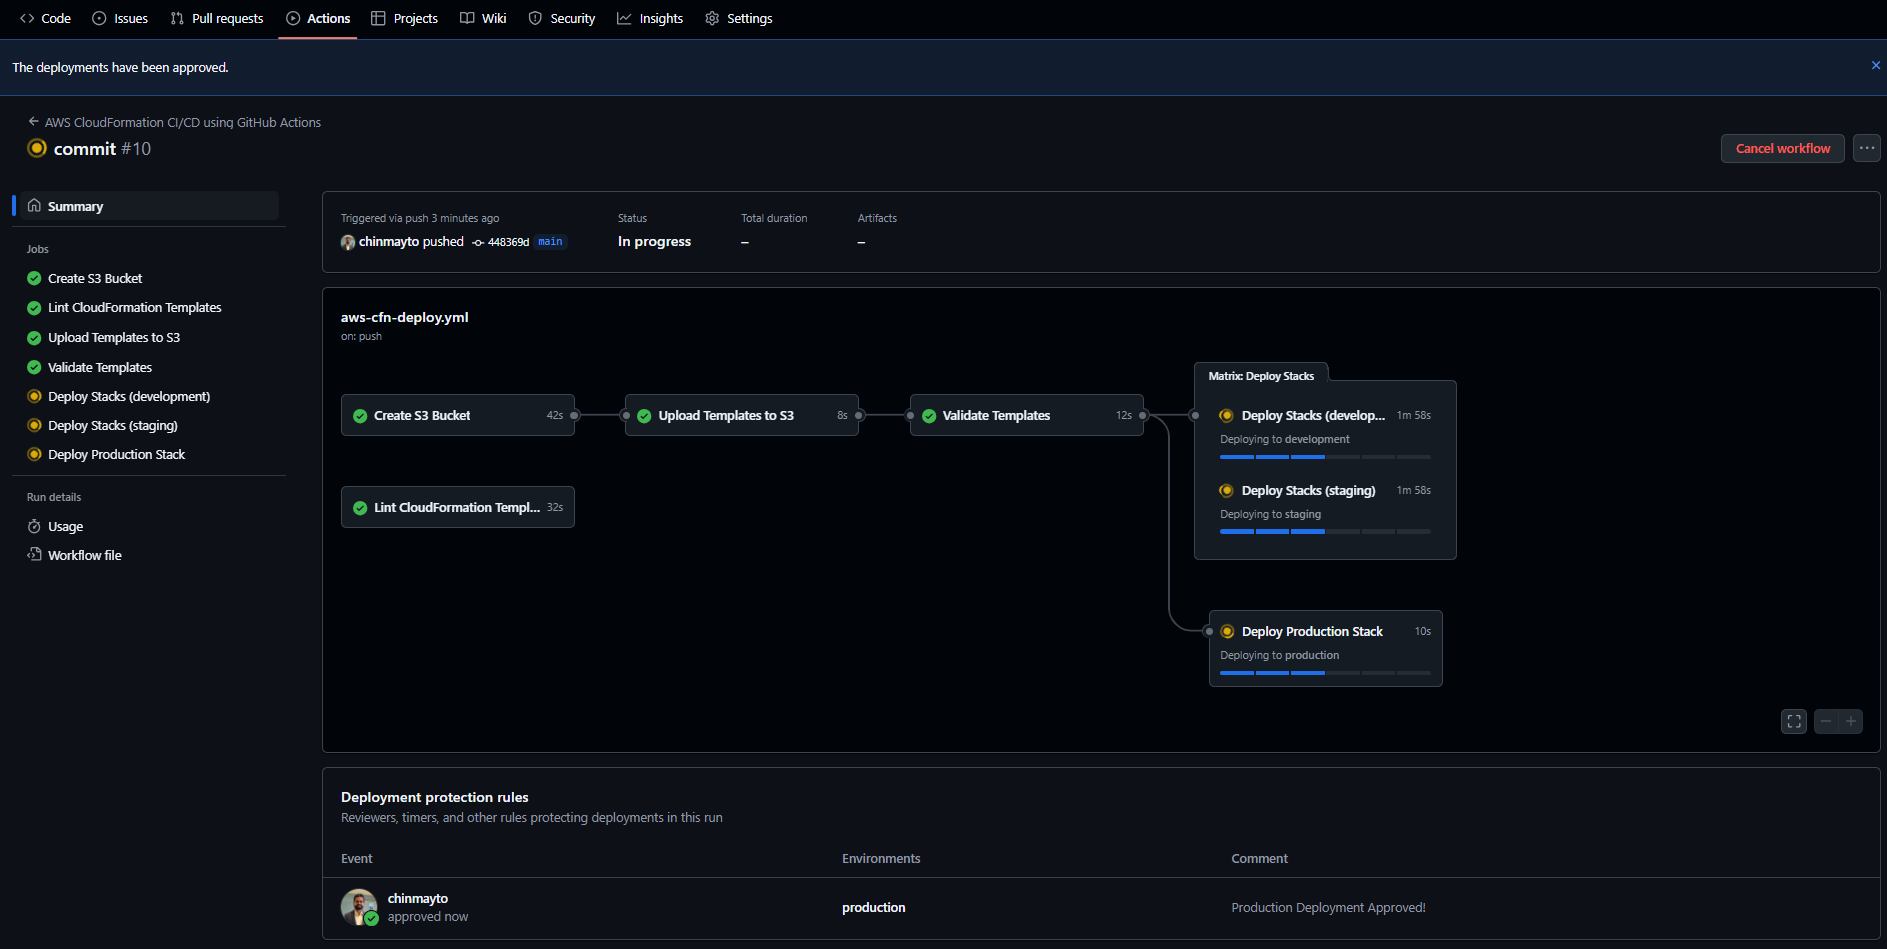 Code Issues Pull requests Actions Projects Wiki Security Insights Settings
The deployments have been approved.
AWS CloudFormation CI/CD using GitHub Actions
commit #10
Cancel workflow
Summary
Jobs
Create S3 Bucket
Lint CloudFormation Templates
Upload Templates to S3
Validate Templates
Deploy Stacks (development)
Deploy Stacks (staging)
Deploy Production Stack
Run details
Usage
Workflow file
Triggered via push 3 minutes ago
chinmayto pushed 448369d main
Status
In progress
Total duration
–
Artifacts
–
aws-cfn-deploy.yml
on: push
Create S3 Bucket 42s
Upload Templates to S3 8s
Validate Templates 12s
Lint CloudFormation Templ... 32s
Matrix: Deploy Stacks
Deploy Stacks (develop... 1m 58s
Deploying to development
Deploy Stacks (staging) 1m 58s
Deploying to staging
Deploy Production Stack 10s
Deploying to production
Deployment protection rules
Reviewers, timers, and other rules protecting deployments in this run
Event Environments Comment
chinmayto
approved now
production
Production Deployment Approved!